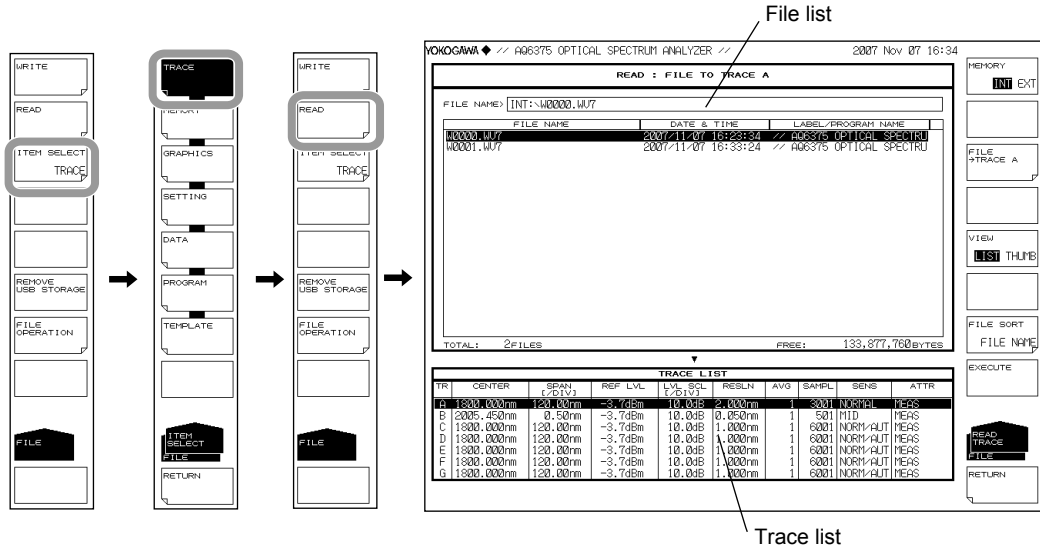 File list
WRITE
READ
ITEM SELECT
TRACE
REMOVE
USB STORAGE
FILE
OPERATION
FILE
TRACE
MEMORY
GRAPHICS
SETTING
DATA
PROGRAM
TEMPLATE
ITEM
SELECT
FILE
RETURN
WRITE
READ
ITEM SELECT
TRACE
REMOVE
USB STORAGE
FILE
OPERATION
FILE
YOKOGAWA ◆ // AQ6375 OPTICAL SPECTRUM ANALYZER // 2007 Nov 07 16:34
READ : FILE TO TRACE A
FILE NAME> INT:\W0000.WV7
FILE NAME DATE & TIME LABEL/PROGRAM NAME
W0000.WV7 2007/11/07 16:23:34 // AQ6375 OPTICAL SPECTRU
W0001.WV7 2007/11/07 16:33:24 // AQ6375 OPTICAL SPECTRU
TOTAL: 2FILES FREE: 133,877,760BYTES
TRACE LIST
TR CENTER SPAN [/DIV] REF LVL LVL SCL [/DIV] RESLN AVG SAMPL SENS ATTR
A 1800.000nm 120.00nm -3.7dBm 10.0dB 2.000nm 1 3001 NORMAL MEAS
B 2005.450nm 0.50nm -3.7dBm 10.0dB 0.050nm 1 501 MID MEAS
C 1800.000nm 120.00nm -3.7dBm 10.0dB 1.000nm 1 6001 NORM/AUT MEAS
D 1800.000nm 120.00nm -3.7dBm 10.0dB 1.000nm 1 6001 NORM/AUT MEAS
E 1800.000nm 120.00nm -3.7dBm 10.0dB 1.000nm 1 6001 NORM/AUT MEAS
F 1800.000nm 120.00nm -3.7dBm 10.0dB 1.000nm 1 6001 NORM/AUT MEAS
G 1800.000nm 120.00nm -3.7dBm 10.0dB 1.000nm 1 6001 NORM/AUT MEAS
MEMORY
INT EXT
FILE
→TRACE A
VIEW
LIST THUMB
FILE SORT
FILE NAME
EXECUTE
READ
TRACE
FILE
RETURN
Trace list